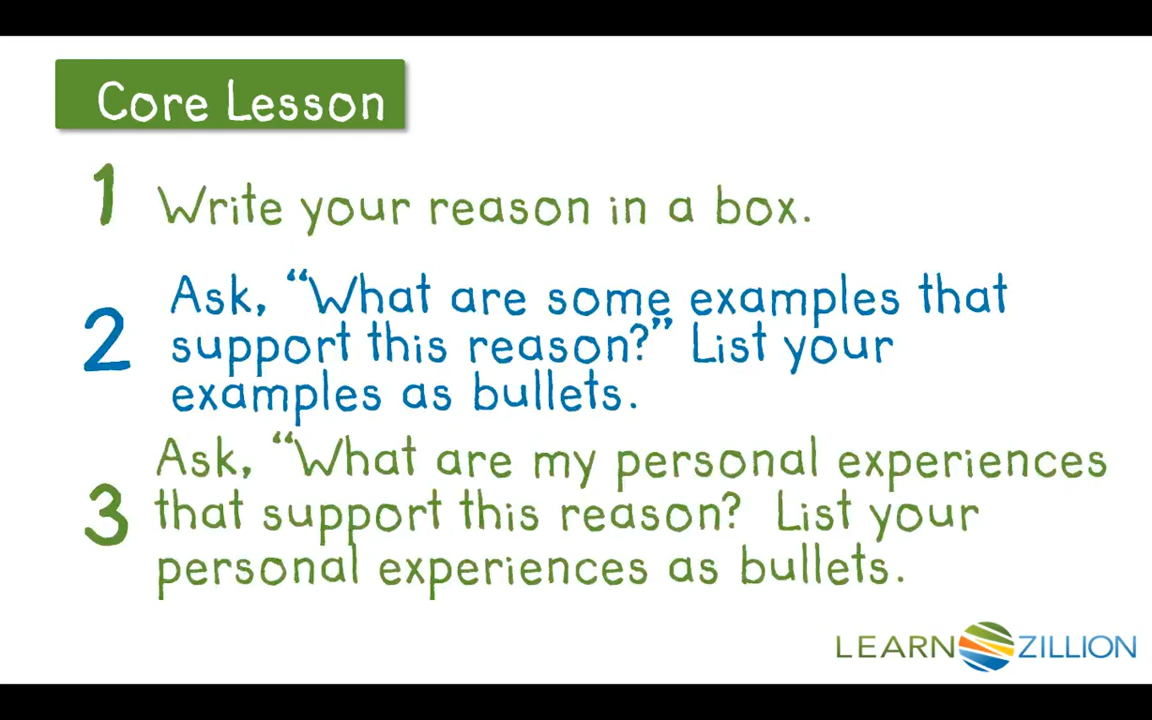 Core Lesson
1 Write your reason in a box.
2 Ask, “What are some examples that
support this reason?” List your
examples as bullets.
3 Ask, “What are my personal experiences
that support this reason?  List your
personal experiences as bullets.
LEARN ZILLION